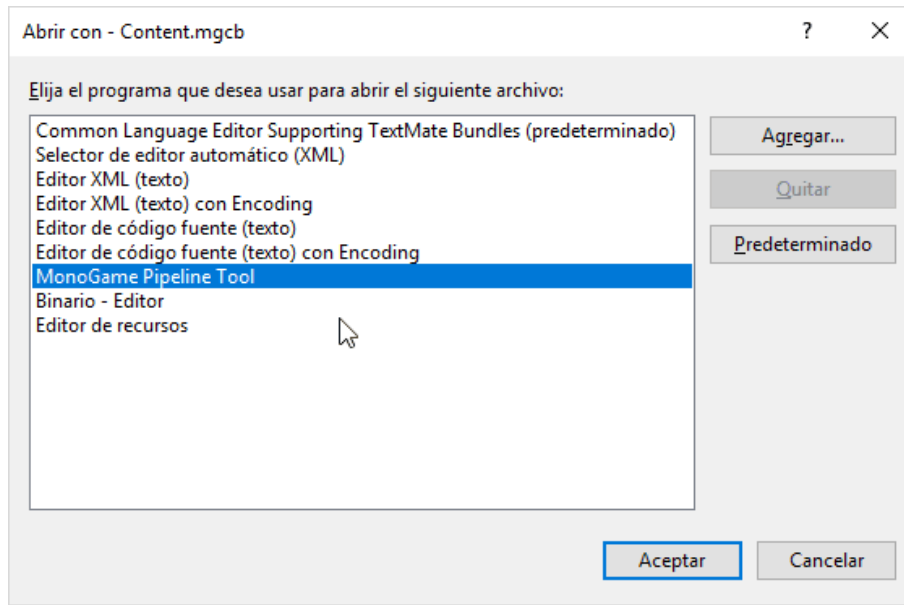 Abrir con - Content.mgcb
?
Elija el programa que desea usar para abrir el siguiente archivo:
Common Language Editor Supporting TextMate Bundles (predeterminado)
Selector de editor automático (XML)
Editor XML (texto)
Editor XML (texto) con Encoding
Editor de código fuente (texto)
Editor de código fuente (texto) con Encoding
MonoGame Pipeline Tool
Binario - Editor
Editor de recursos
Agregar...
Quitar
Predeterminado
Aceptar
Cancelar